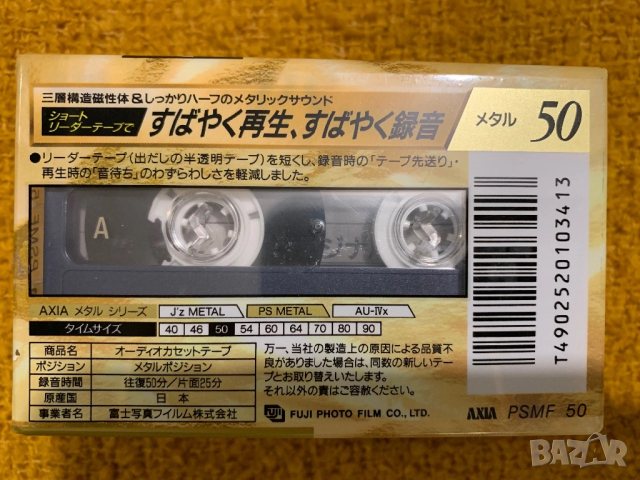 三層構造磁性体&しっかりハーフのメタリックサウンド
ショート
リーダーテープで すばやく再生、すばやく録音
メタル 50
●リーダーテープ(出だしの半透明テープ)を短くし、録音時の「テープ先送り」・
再生時の「音待ち」のわずらわしさを軽減しました。
A
AXIA メタル シリーズ J'z METAL PS METAL AU-IVx
タイムサイズ 40 46 50 54 60 64 70 80 90
商品名 オーディオカセットテープ
ポジション メタルポジション
録音時間 往復50分/片面25分
原産国 日本
事業者名 富士写真フイルム株式会社
万一、当社の製造上の原因による品質不
良がありました場合は、同数の新しいテー
プとお取り替えいたします。
それ以外の責はご容赦ください。
FUJI FUJI PHOTO FILM CO., LTD.
AXIA PSMF 50
T4902520103413
BAZAR.bg